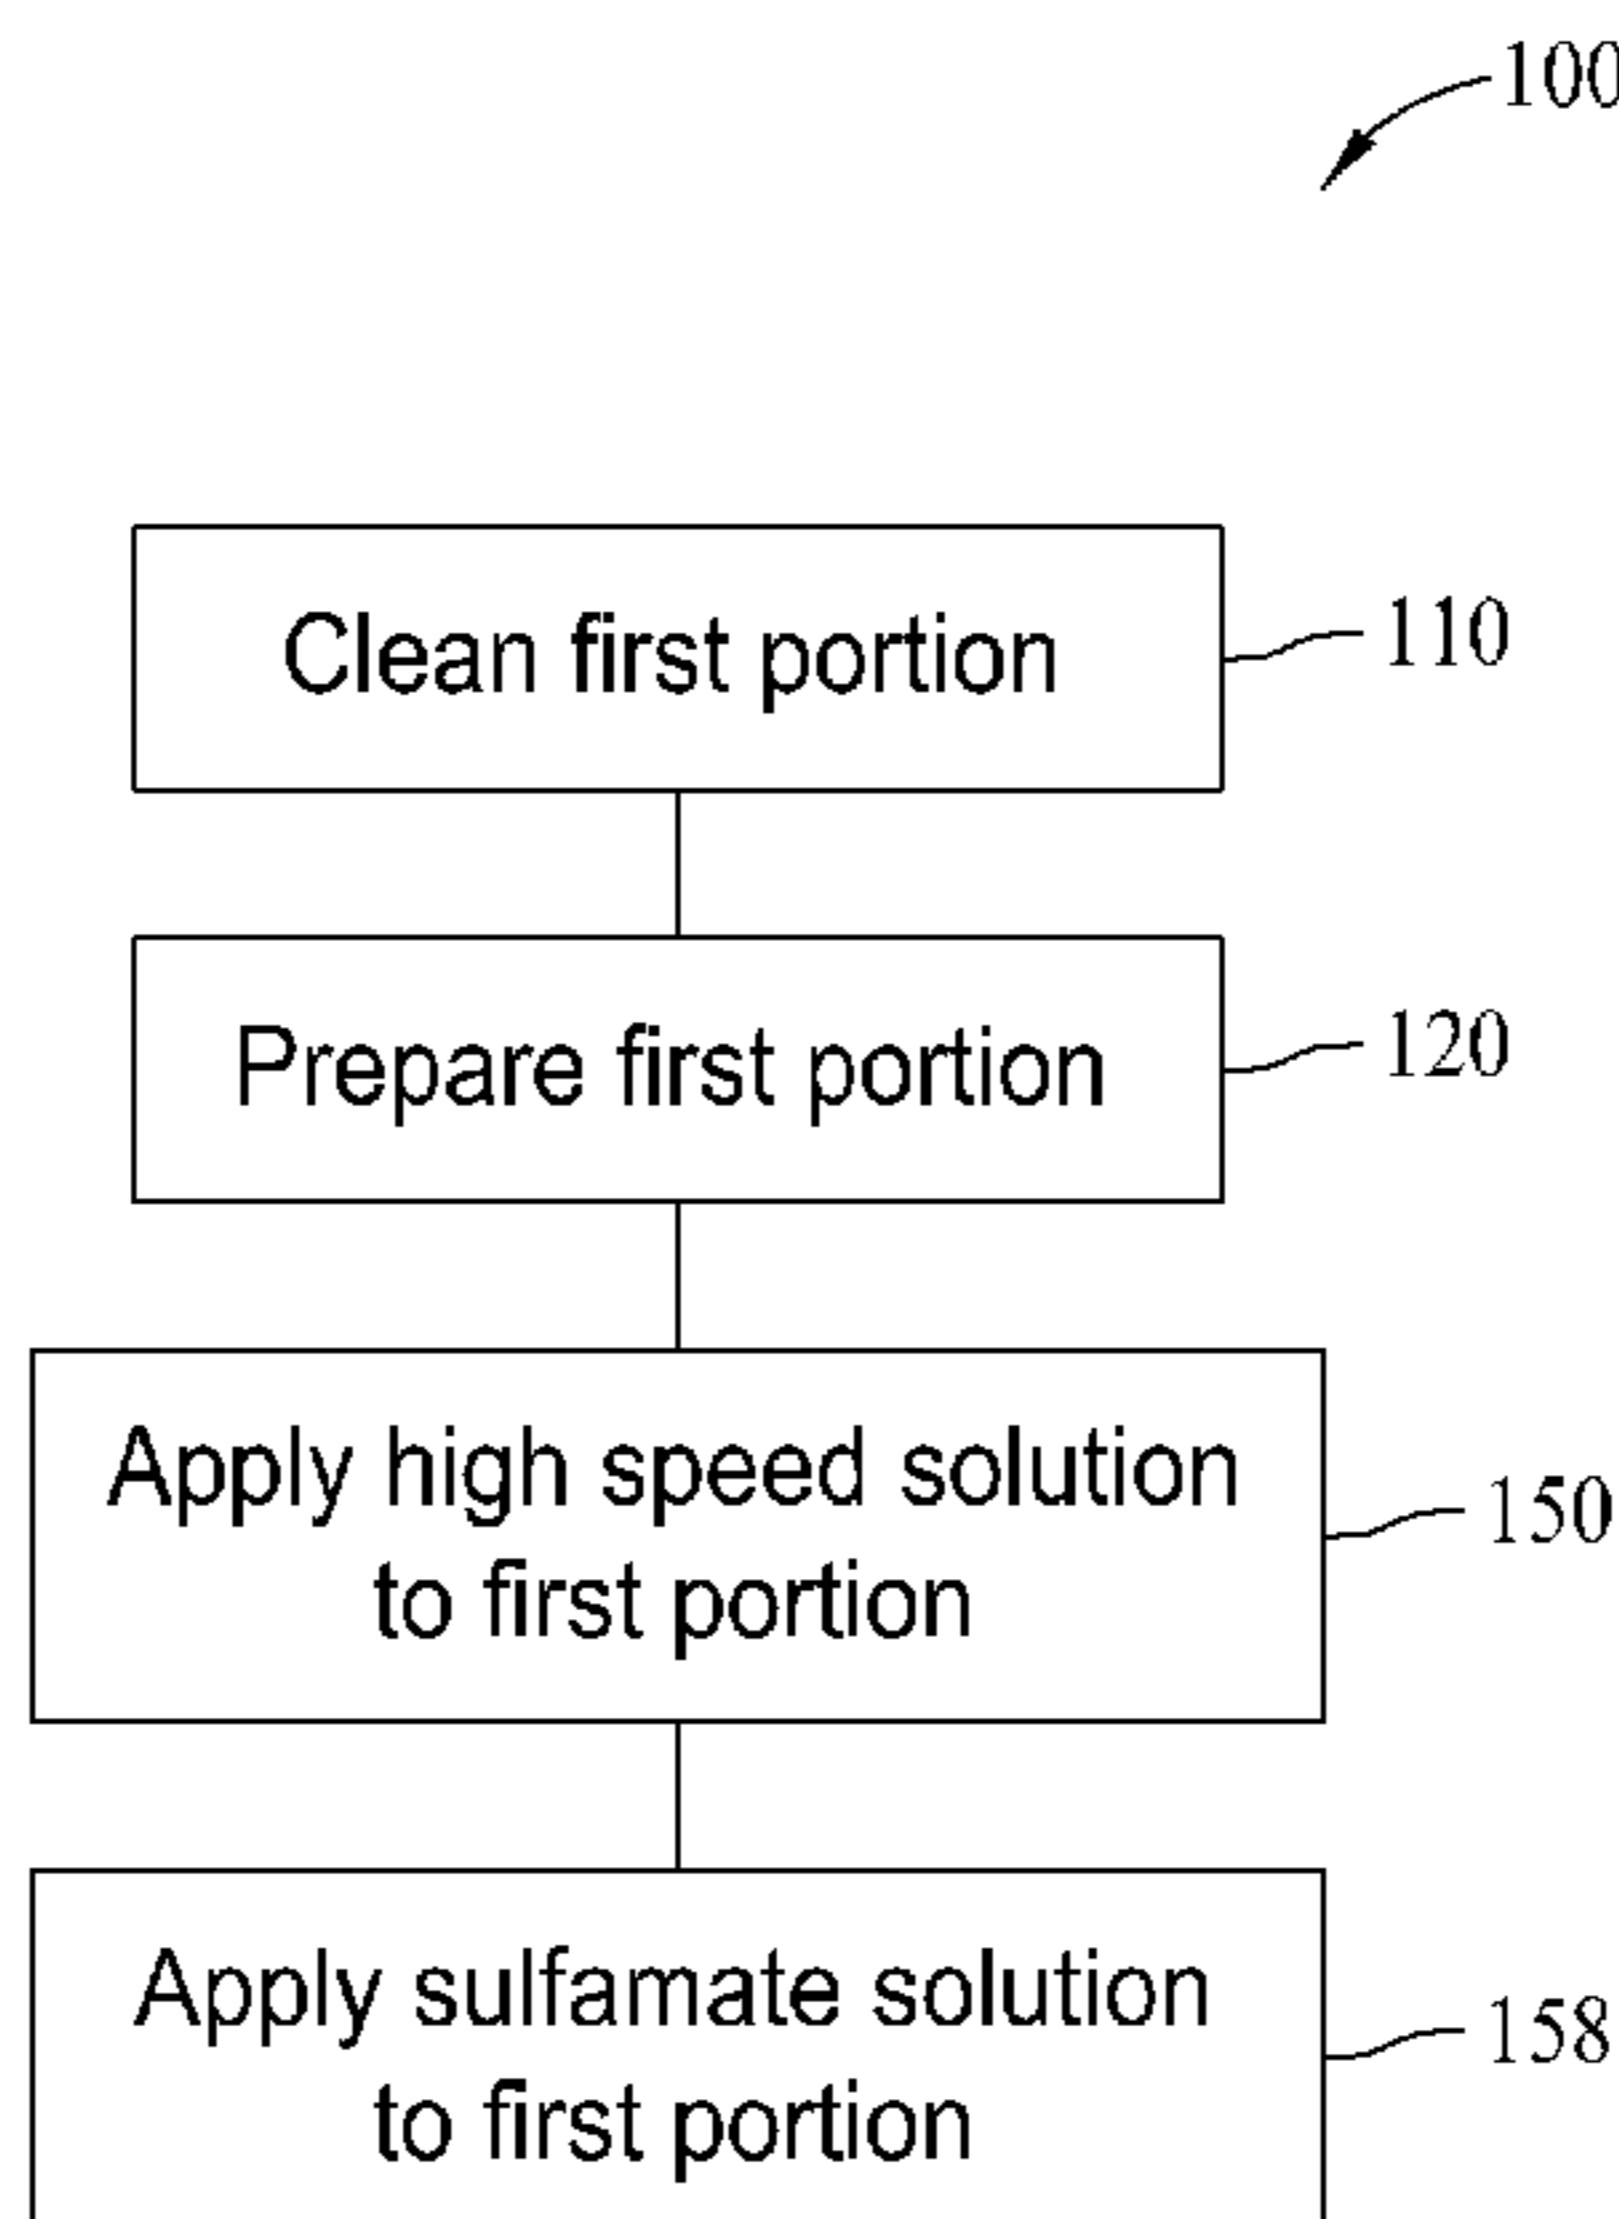 100
Clean first portion
110
Prepare first portion
120
Apply high speed solution
to first portion
150
Apply sulfamate solution
to first portion
158